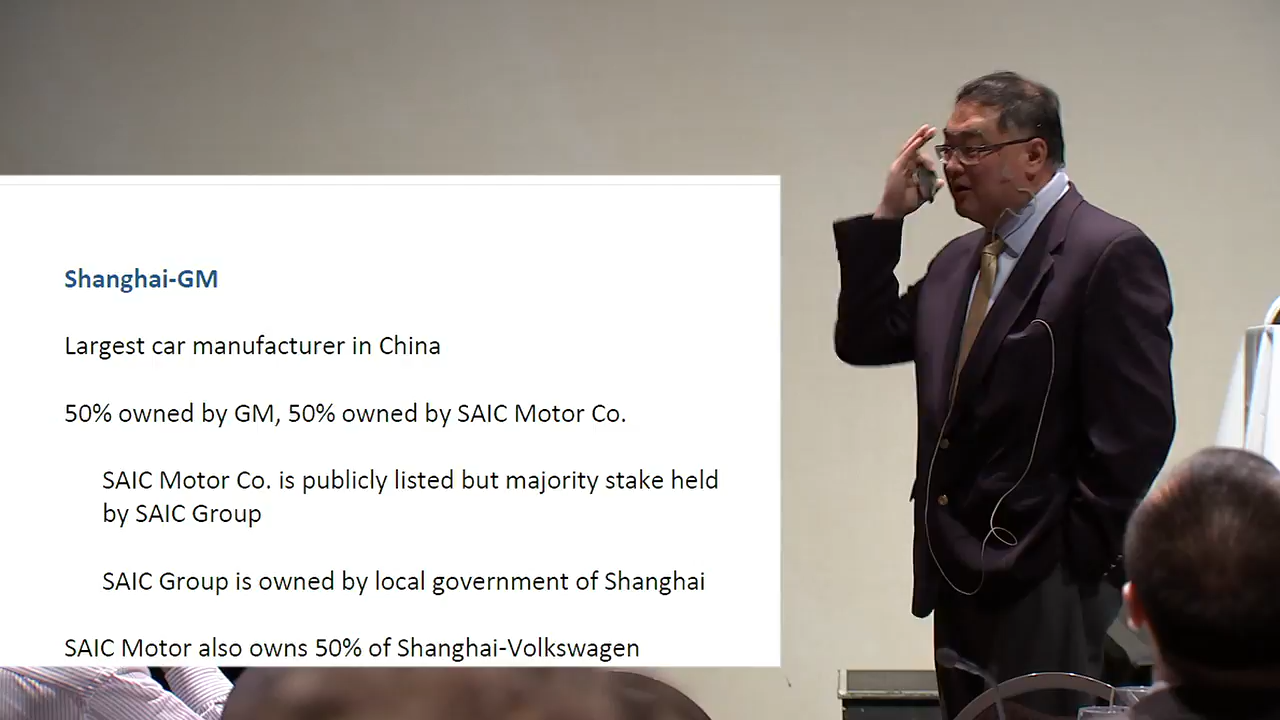 Shanghai-GM
Largest car manufacturer in China
50% owned by GM, 50% owned by SAIC Motor Co.
SAIC Motor Co. is publicly listed but majority stake held
by SAIC Group
SAIC Group is owned by local government of Shanghai
SAIC Motor also owns 50% of Shanghai-Volkswagen